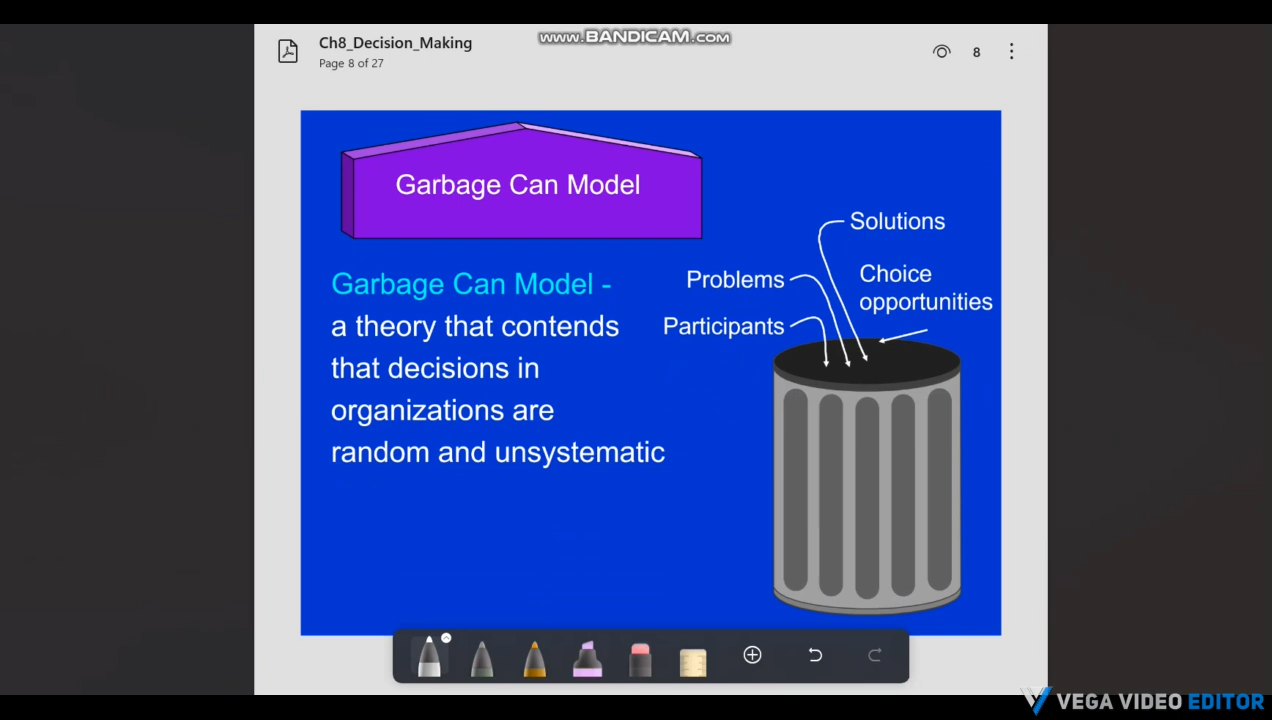 Ch8_Decision_Making
Page 8 of 27
www.BANDICAM.com
8
Garbage Can Model
Garbage Can Model -
a theory that contends
that decisions in
organizations are
random and unsystematic
Solutions
Problems
Choice
opportunities
Participants
VEGA VIDEO EDITOR